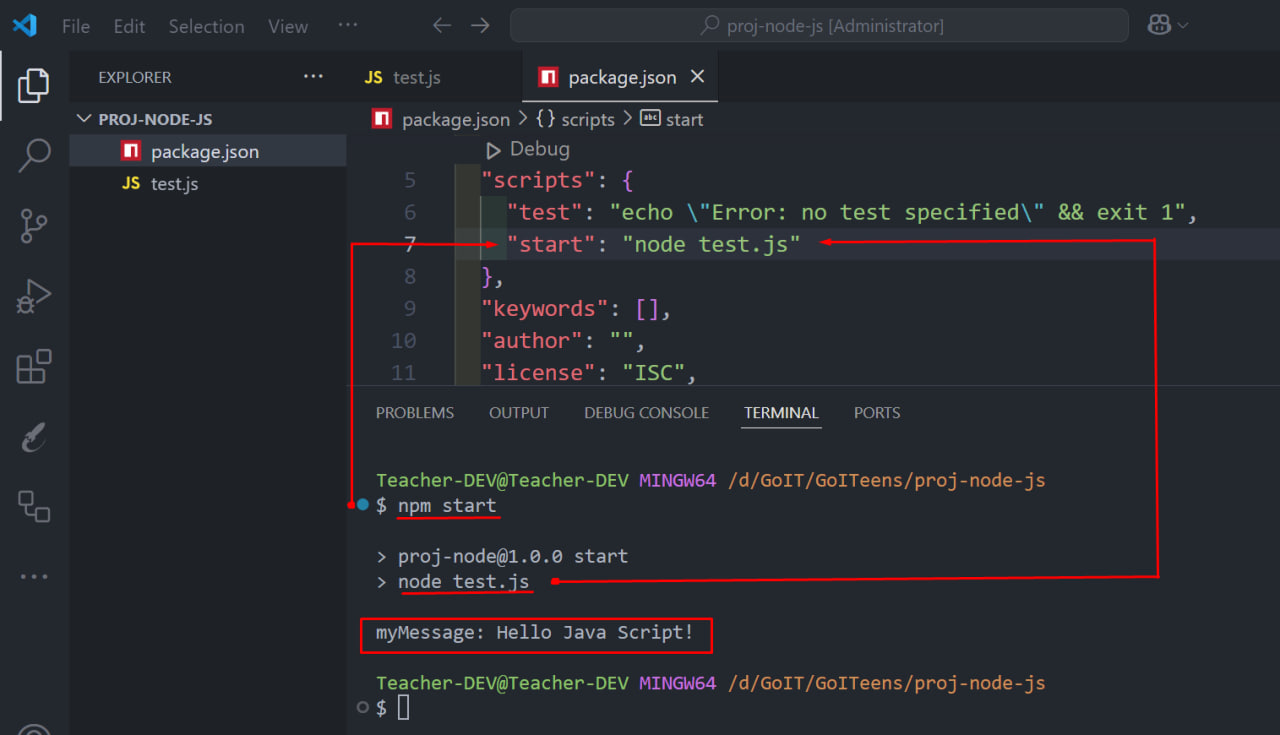 File Edit Selection View ··· ← → proj-node-js [Administrator]
EXPLORER ···
PROJ-NODE-JS
package.json
JS test.js
JS test.js package.json ×
package.json > {} scripts > abc start
Debug
5 "scripts": {
6 "test": "echo \"Error: no test specified\" && exit 1",
7 "start": "node test.js"
8 },
9 "keywords": [],
10 "author": "",
11 "license": "ISC",
PROBLEMS OUTPUT DEBUG CONSOLE TERMINAL PORTS
Teacher-DEV@Teacher-DEV MINGW64 /d/GoIT/GoITeens/proj-node-js
$ npm start
> proj-node@1.0.0 start
> node test.js
myMessage: Hello Java Script!
Teacher-DEV@Teacher-DEV MINGW64 /d/GoIT/GoITeens/proj-node-js
$